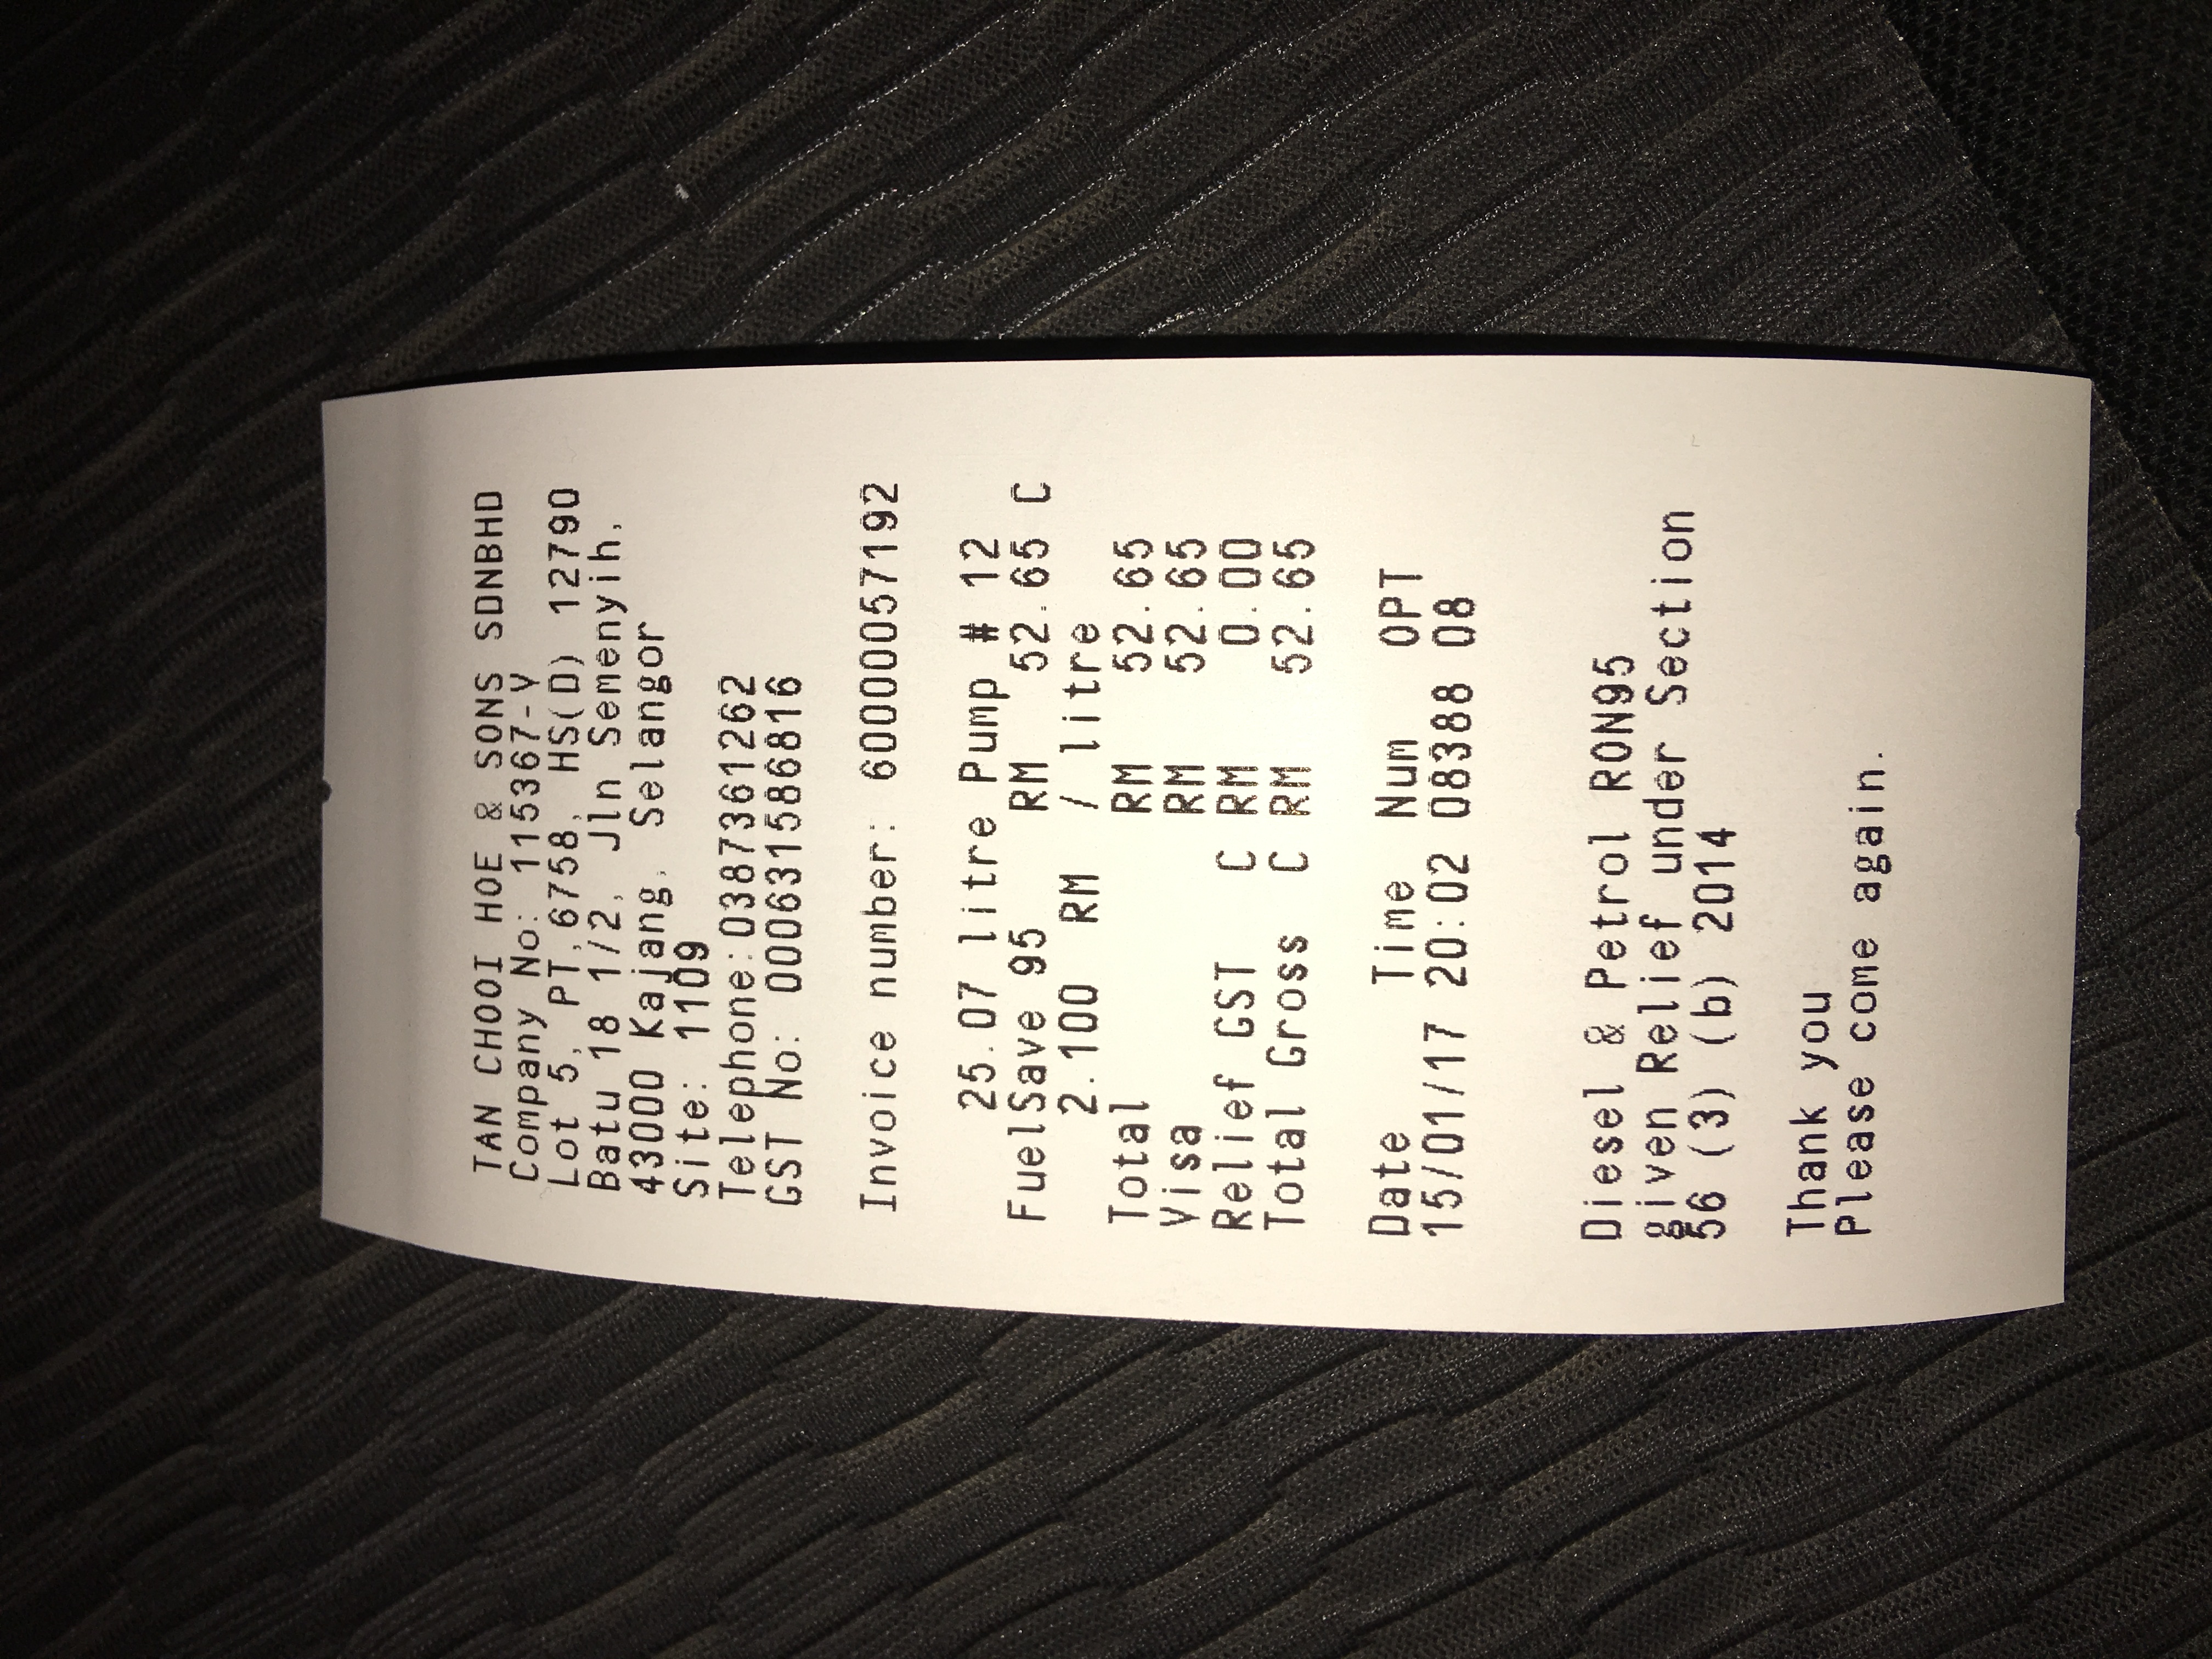 TAN CHOOI HOE & SONS SDNBHD
Company No: 115367-V
Lot 5, PT,6758, HS(D) 12790
Batu 18 1/2, Jln Semenyih,
43000 Kajang, Selangor
Site: 1109
Telephone:0387361262
GST No: 000631586816
Invoice number: 60000057192
25.07 litre Pump # 12
FuelSave 95 RM 52.65 C
2.100 RM / litre
Total RM 52.65
Visa RM 52.65
Relief GST C RM 0.00
Total Gross C RM 52.65
Date Time Num OPT
15/01/17 20:02 08388 08
Diesel & Petrol RON95
given Relief under Section
56 (3) (b) 2014
Thank you
Please come again.